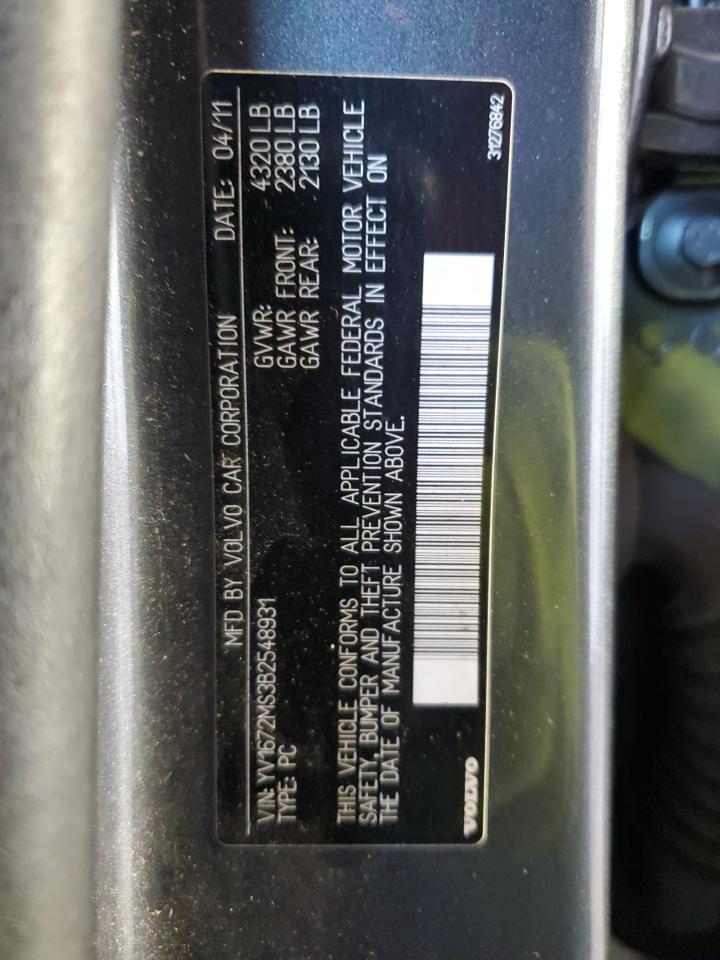 MFD BY VOLVO CAR CORPORATION DATE: 04/11
VIN: YV1672MS3B2548931 GVWR: 4320 LB
TYPE: PC GAWR FRONT: 2380 LB
GAWR REAR: 2130 LB
THIS VEHICLE CONFORMS TO ALL APPLICABLE FEDERAL MOTOR VEHICLE
SAFETY, BUMPER AND THEFT PREVENTION STANDARDS IN EFFECT ON
THE DATE OF MANUFACTURE SHOWN ABOVE.
VOLVO 31276842